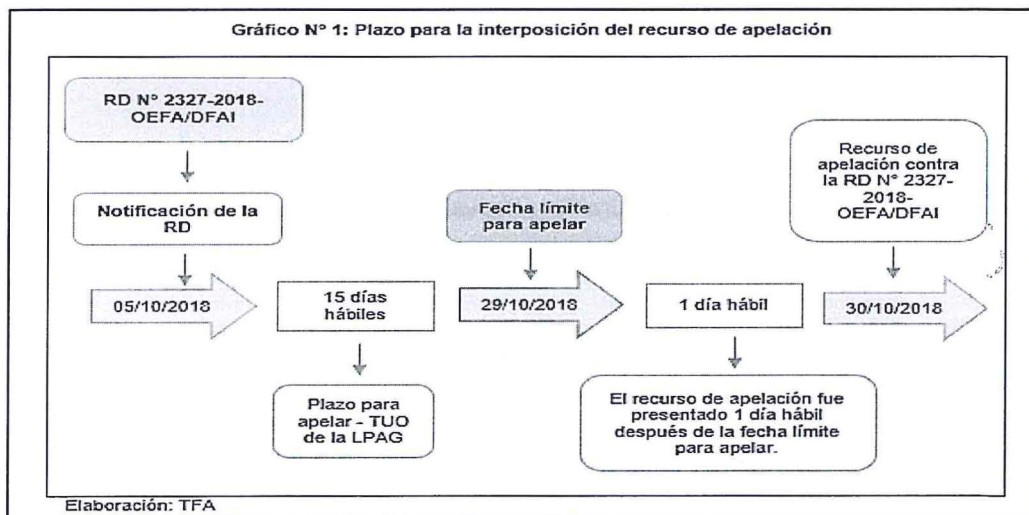 Gráfico N° 1: Plazo para la interposición del recurso de apelación
RD N° 2327-2018-
OEFA/DFAI
Notificación de la
RD
05/10/2018
15 días
hábiles
Plazo para
apelar - TUO
de la LPAG
Fecha límite
para apelar
29/10/2018
1 día hábil
El recurso de apelación fue
presentado 1 día hábil
después de la fecha límite
para apelar.
Recurso de
apelación contra
la RD N° 2327-
2018-
OEFA/DFAI
30/10/2018
Elaboración: TFA